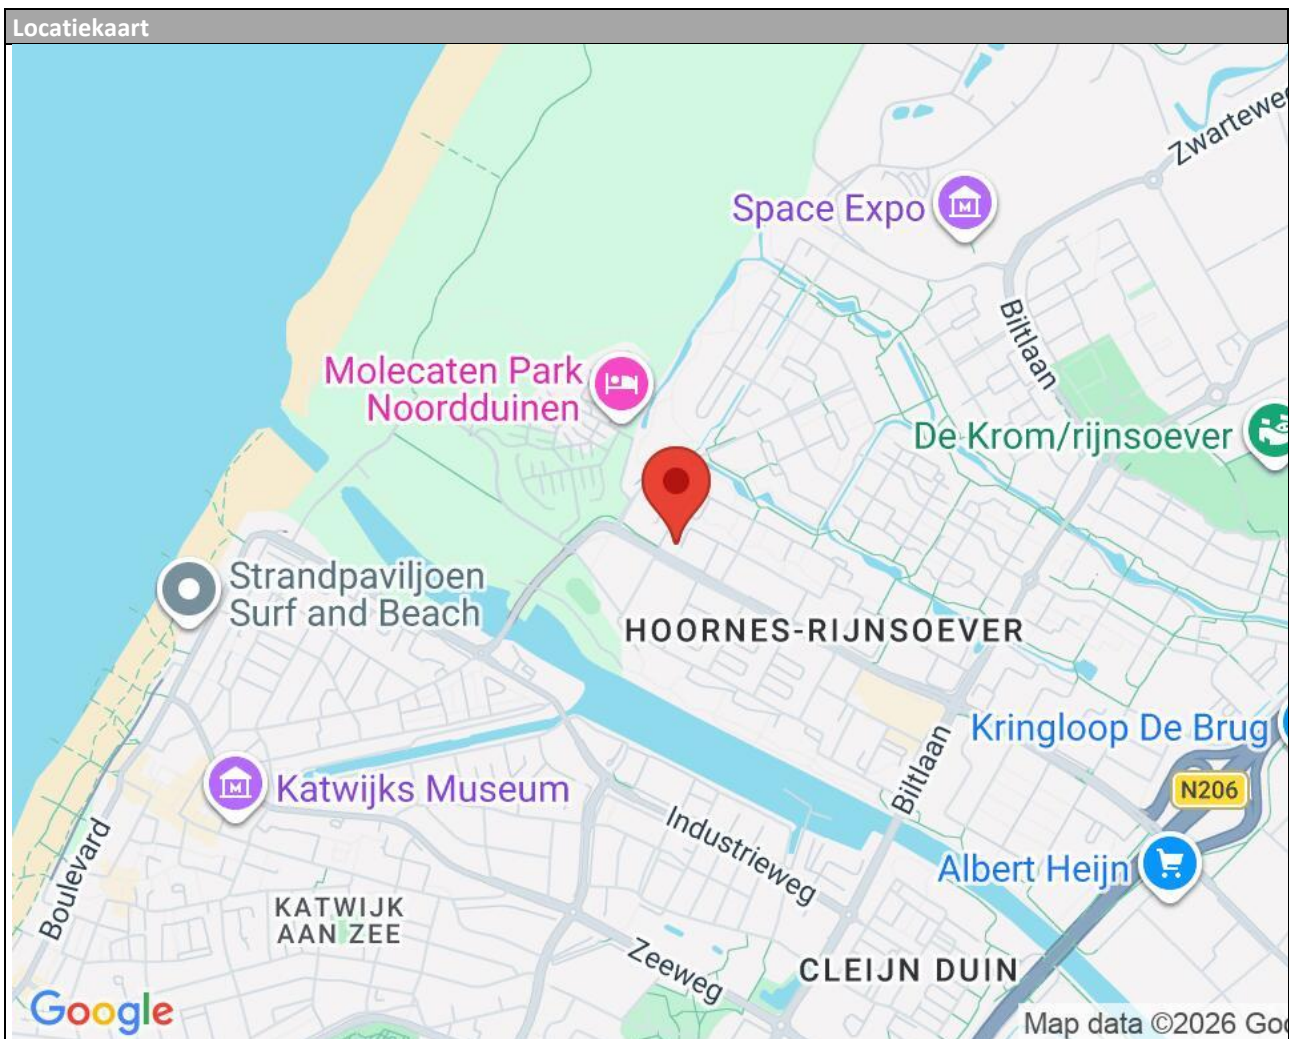 Locatiekaart
Zwarteweg
Space Expo
M
Biltlaan
Molecaten Park
Noordduinen
De Krom/rijnsoever
Strandpaviljoen
Surf and Beach
HOORNES-RIJNSOEVER
Kringloop De Brug
Biltlaan
N206
M
Katwijks Museum
Industrieweg
Albert Heijn
Boulevard
KATWIJK
AAN ZEE
Zeeweg
CLEIJN DUIN
Google
Map data ©2026 Goo